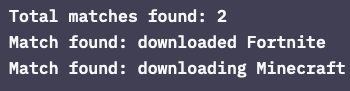 Total matches found: 2
Match found: downloaded Fortnite
Match found: downloading Minecraft